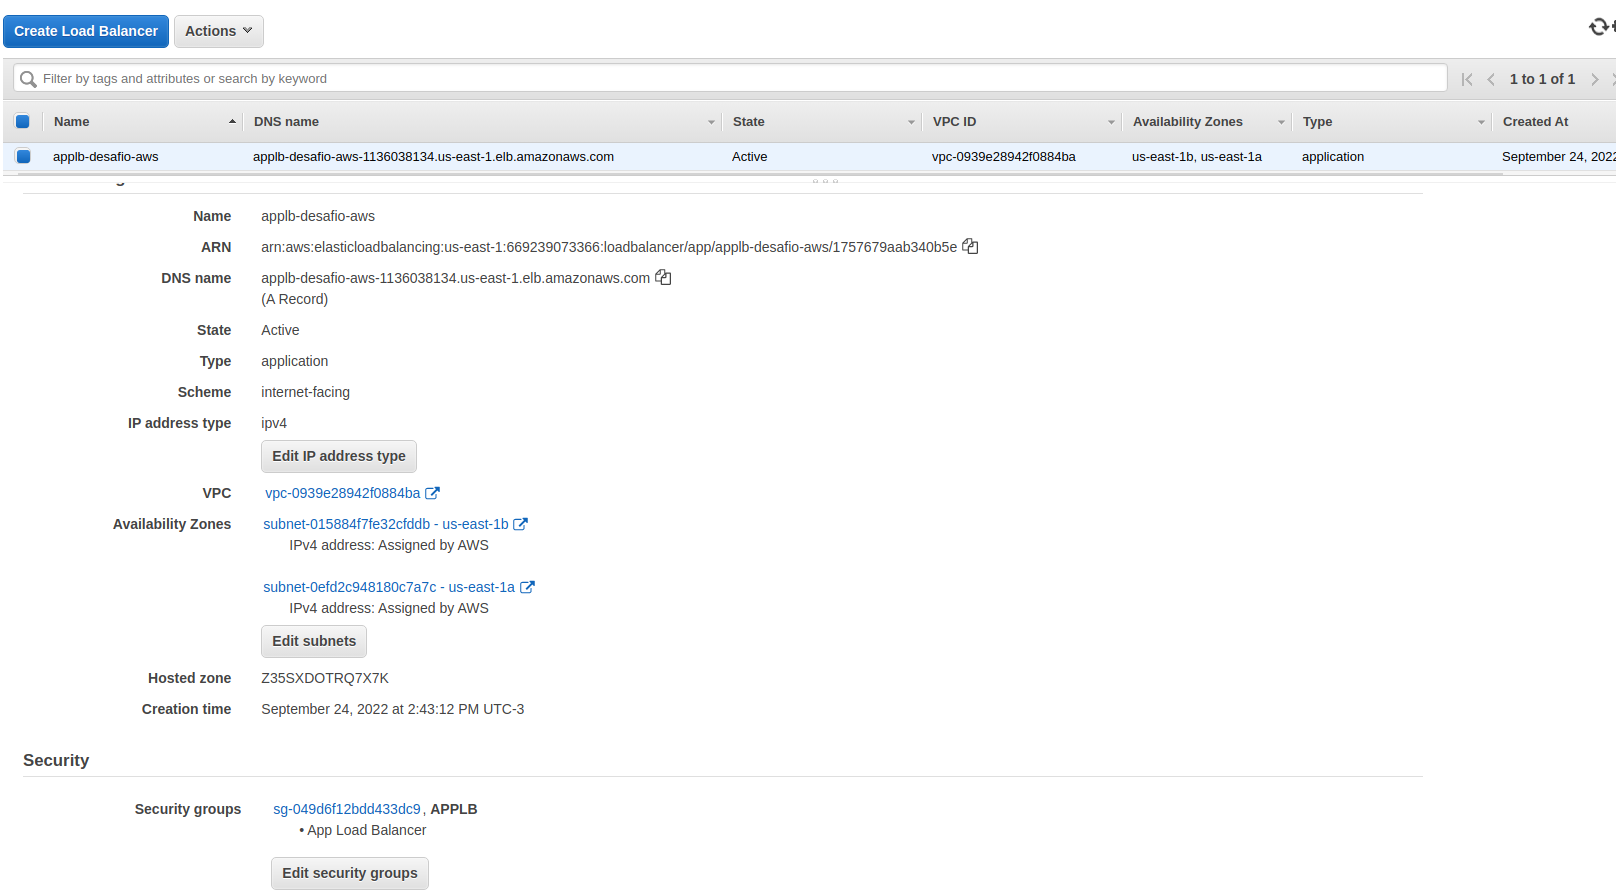 Create Load Balancer Actions
Filter by tags and attributes or search by keyword 1 to 1 of 1
Name DNS name State VPC ID Availability Zones Type Created At
applb-desafio-aws applb-desafio-aws-1136038134.us-east-1.elb.amazonaws.com Active vpc-0939e28942f0884ba us-east-1b, us-east-1a application September 24, 2022
Name applb-desafio-aws
ARN arn:aws:elasticloadbalancing:us-east-1:669239073366:loadbalancer/app/applb-desafio-aws/1757679aab340b5e
DNS name applb-desafio-aws-1136038134.us-east-1.elb.amazonaws.com
(A Record)
State Active
Type application
Scheme internet-facing
IP address type ipv4
Edit IP address type
VPC vpc-0939e28942f0884ba
Availability Zones subnet-015884f7fe32cfddb - us-east-1b
IPv4 address: Assigned by AWS
subnet-0efd2c948180c7a7c - us-east-1a
IPv4 address: Assigned by AWS
Edit subnets
Hosted zone Z35SXDOTRQ7X7K
Creation time September 24, 2022 at 2:43:12 PM UTC-3
Security
Security groups sg-049d6f12bdd433dc9, APPLB
• App Load Balancer
Edit security groups